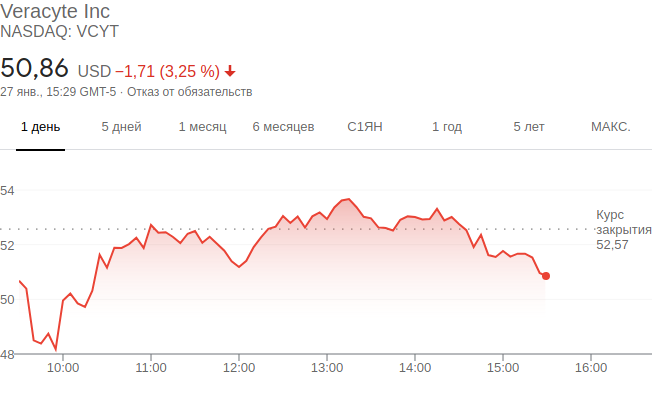 Veracyte Inc
NASDAQ: VCYT
50,86 USD −1,71 (3,25 %)
27 янв., 15:29 GMT-5 · Отказ от обязательств
1 день 5 дней 1 месяц 6 месяцев С1ЯН 1 год 5 лет МАКС.
54
Курс
закрытия
52,57
52
50
48
10:00 11:00 12:00 13:00 14:00 15:00 16:00